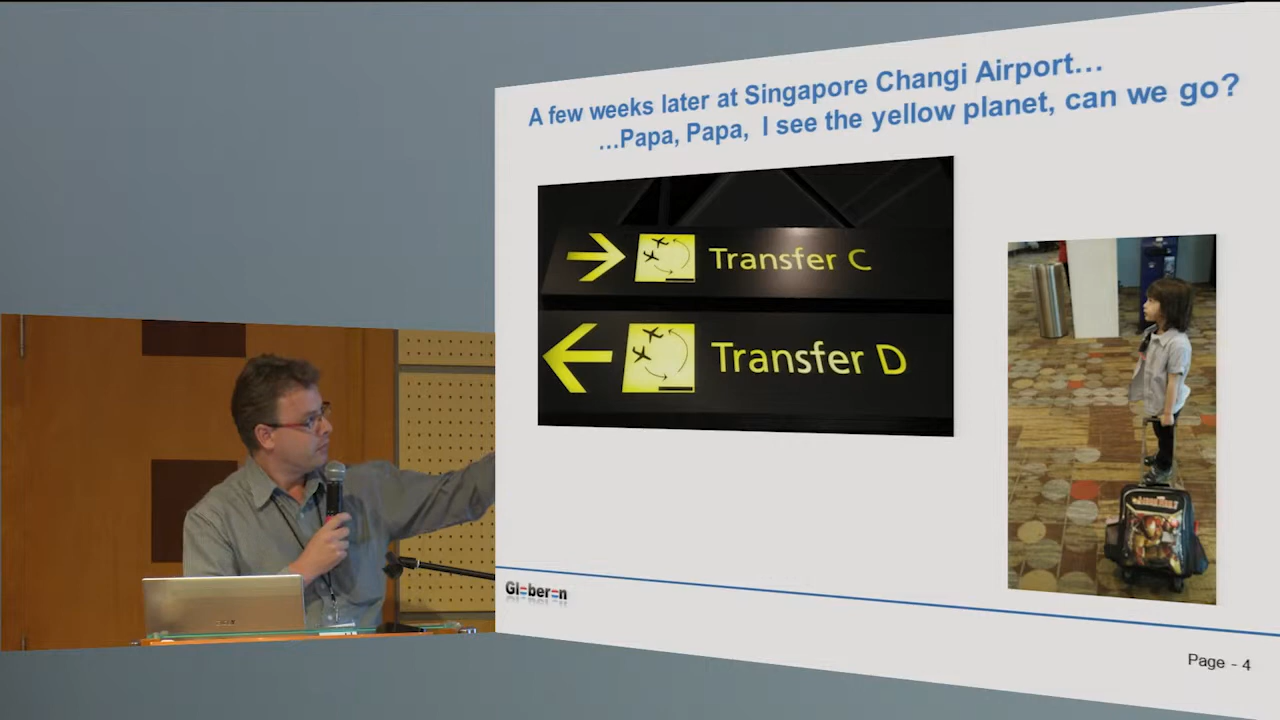 A few weeks later at Singapore Changi Airport…
…Papa, Papa, I see the yellow planet, can we go?
Transfer C
Transfer D
Globeron
Page - 4